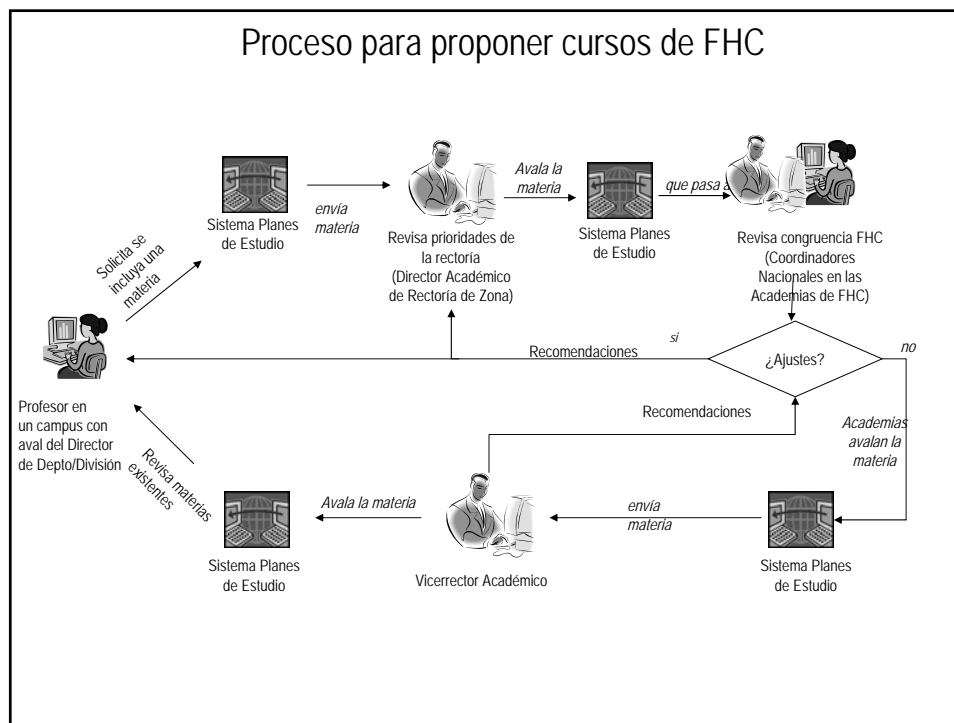 Proceso para proponer cursos de FHC
Sistema Planes
de Estudio
envía
materia
Revisa prioridades de
la rectoría
(Director Académico
de Rectoría de Zona)
Avala la
materia
Sistema Planes
de Estudio
que pasa a
Revisa congruencia FHC
(Coordinadores
Nacionales en las
Academias de FHC)
Solicita se
incluya una
materia
Profesor en
un campus con
aval del Director
de Depto/División
Recomendaciones
si
¿Ajustes?
no
Recomendaciones
Academias
avalan la
materia
Revisa materias
existentes
Sistema Planes
de Estudio
Avala la materia
Vicerrector Académico
envía
materia
Sistema Planes
de Estudio